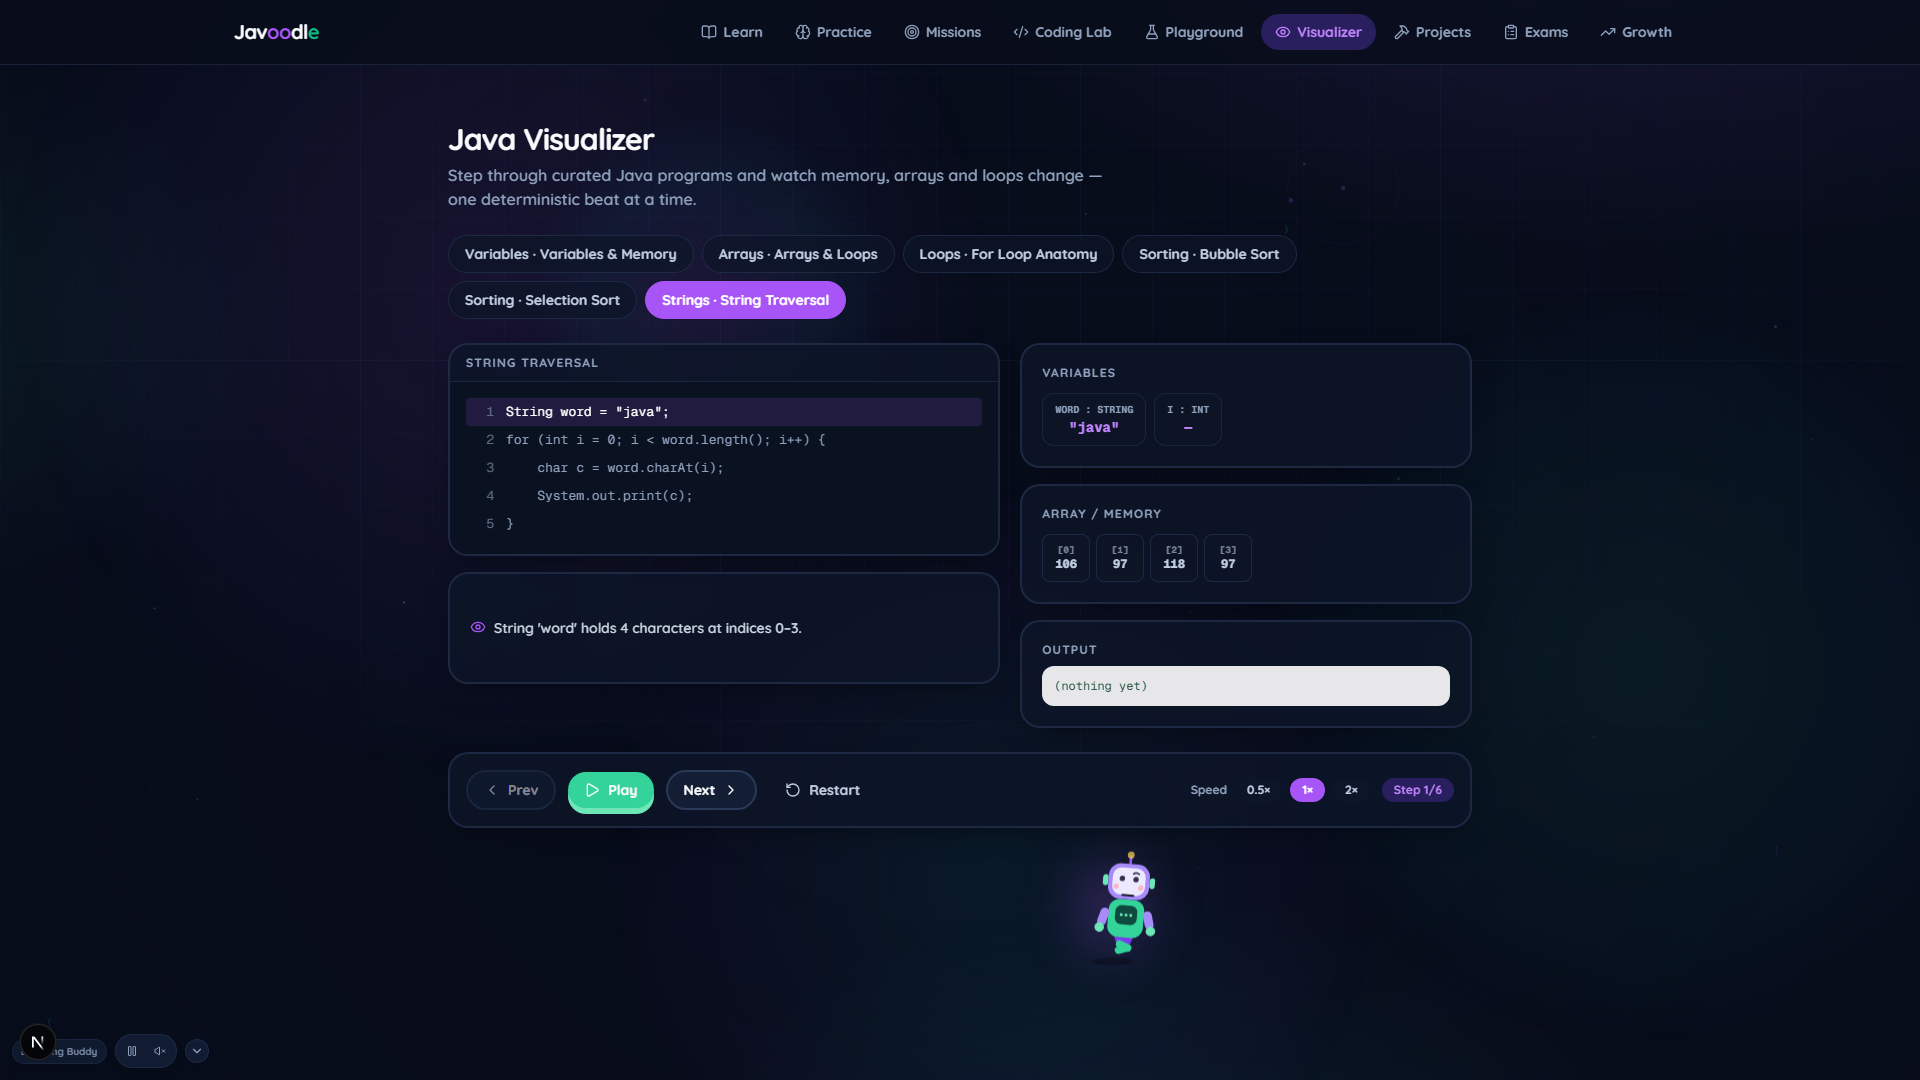 Javoodle
Learn
Practice
Missions
Coding Lab
Playground
Visualizer
Projects
Exams
Growth
Java Visualizer
Step through curated Java programs and watch memory, arrays and loops change —
one deterministic beat at a time.
Variables · Variables & Memory
Arrays · Arrays & Loops
Loops · For Loop Anatomy
Sorting · Bubble Sort
Sorting · Selection Sort
Strings · String Traversal
STRING TRAVERSAL
1 String word = "java";
2 for (int i = 0; i < word.length(); i++) {
3     char c = word.charAt(i);
4     System.out.print(c);
5 }
String 'word' holds 4 characters at indices 0–3.
VARIABLES
WORD : STRING
"java"
I : INT
—
ARRAY / MEMORY
[0] [1] [2] [3]
106 97 118 97
OUTPUT
(nothing yet)
Prev
Play
Next
Restart
Speed
0.5×
1×
2×
Step 1/6
N
Buddy